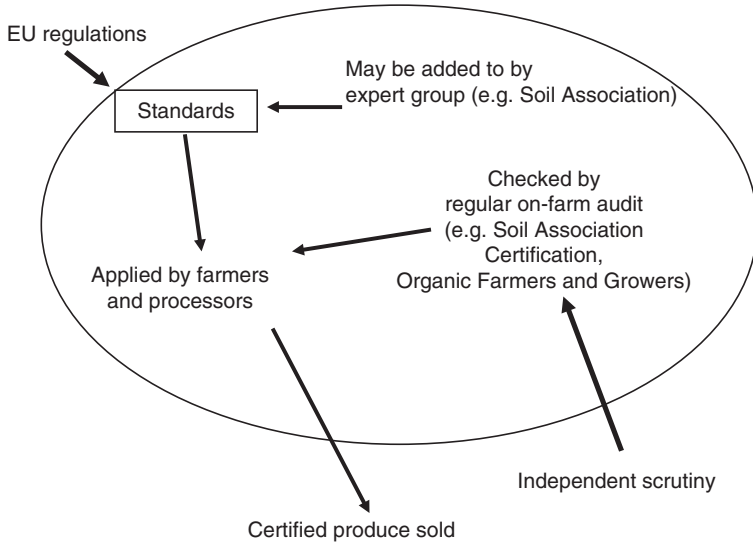 EU regulations
May be added to by
expert group (e.g. Soil Association)
Standards
Checked by
regular on-farm audit
(e.g. Soil Association
Certification,
Organic Farmers and Growers)
Applied by farmers
and processors
Independent scrutiny
Certified produce sold